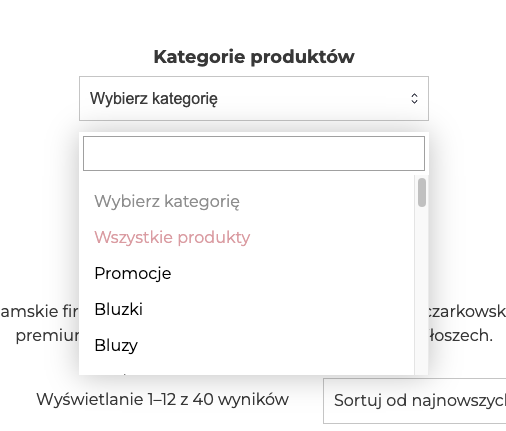 Kategorie produktów
Wybierz kategorię
Wybierz kategorię
Wszystkie produkty
Promocje
Bluzki
Bluzy
premium
Wyświetlanie 1–12 z 40 wyników
Sortuj od najnowszych